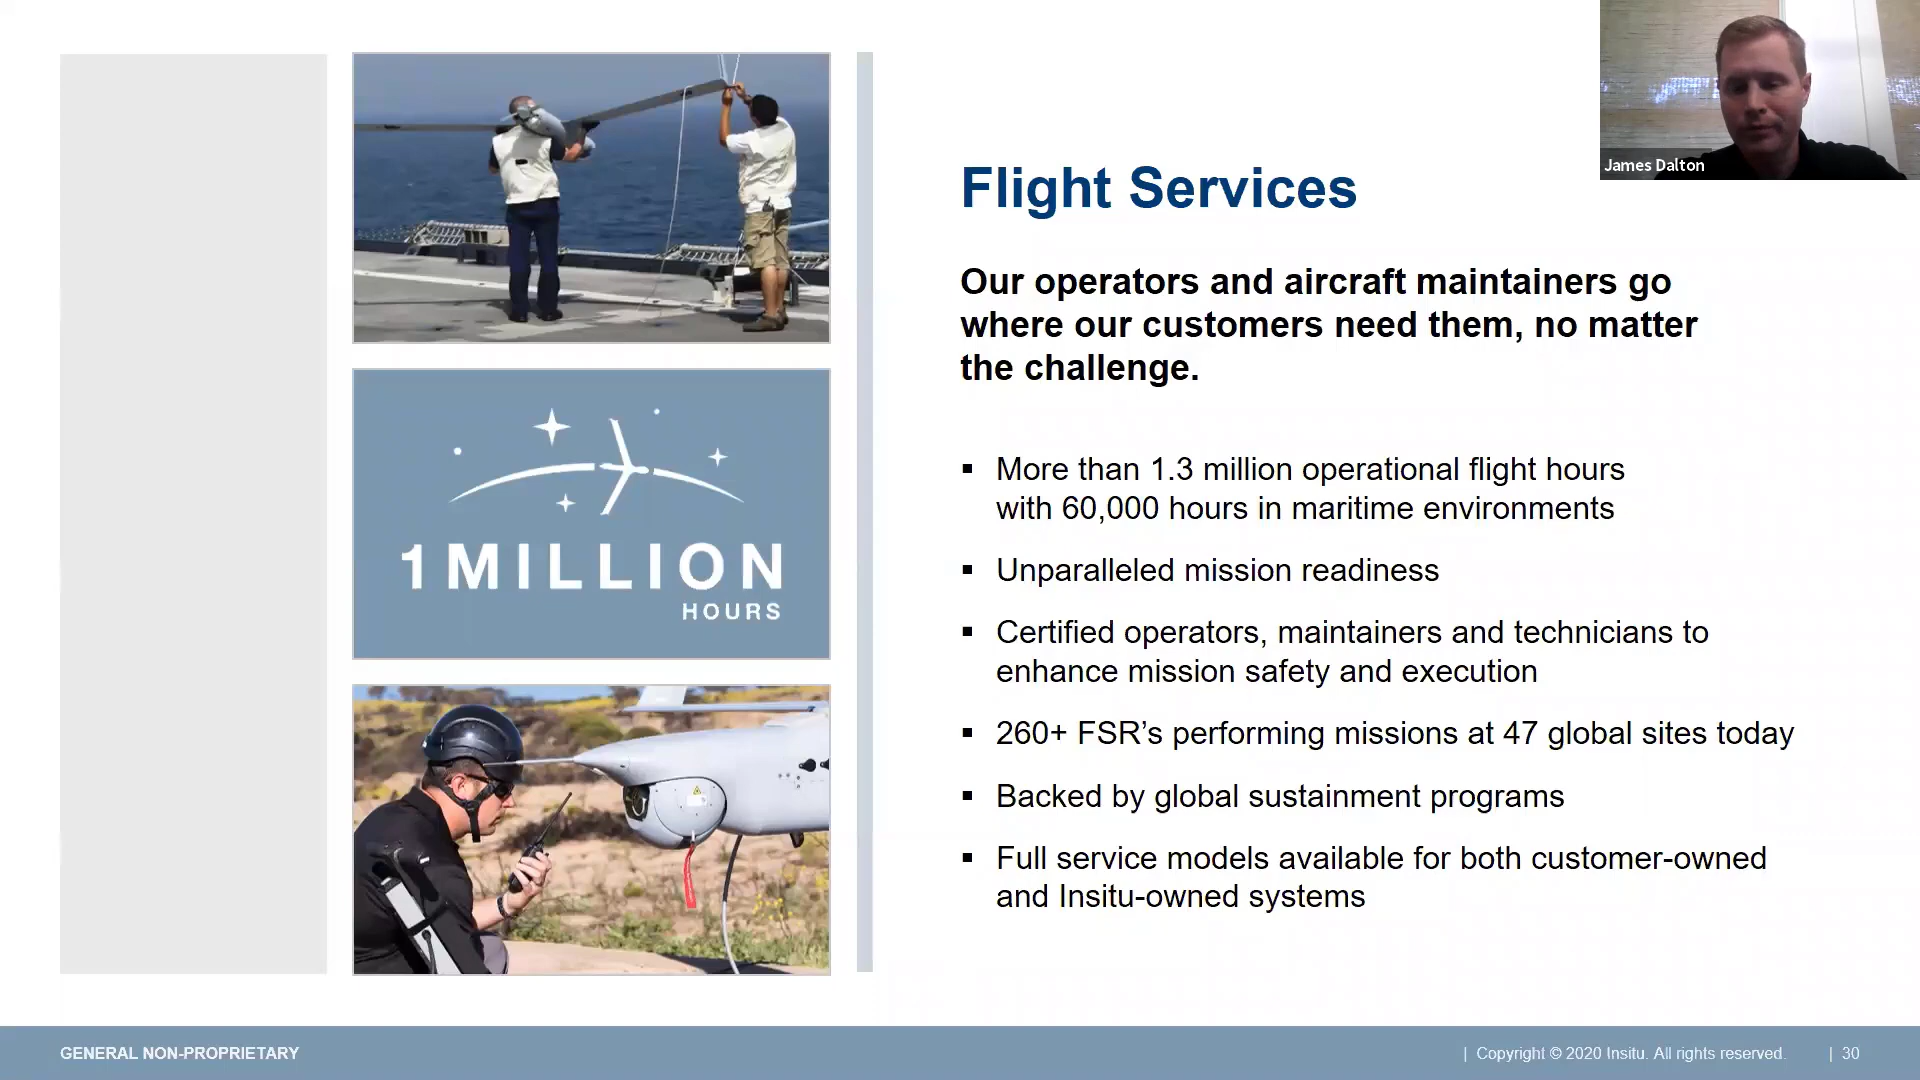 James Dalton
Flight Services
Our operators and aircraft maintainers go
where our customers need them, no matter
the challenge.
▪ More than 1.3 million operational flight hours
with 60,000 hours in maritime environments
▪ Unparalleled mission readiness
▪ Certified operators, maintainers and technicians to
enhance mission safety and execution
▪ 260+ FSR’s performing missions at 47 global sites today
▪ Backed by global sustainment programs
▪ Full service models available for both customer-owned
and Insitu-owned systems
1 MILLION
HOURS
GENERAL NON-PROPRIETARY
| Copyright © 2020 Insitu. All rights reserved. | 30